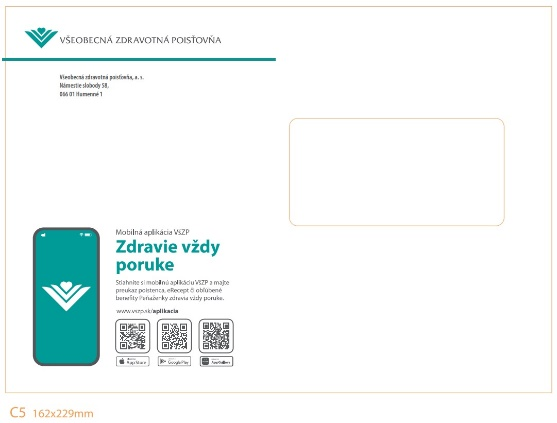 VŠEOBECNÁ ZDRAVOTNÁ POISŤOVŇA
Všeobecná zdravotná poisťovňa, a. s.
Námestie slobody 58,
066 01 Humenné 1
Mobilná aplikácia VšZP
Zdravie vždy
poruke
Stiahnite si mobilnú aplikáciu VšZP a majte
preukaz poistenca, eRecept či obľúbené
benefity Peňaženky zdravia vždy poruke.
www.vszp.sk/aplikacia
App Store
Google Play
AppGallery
C5 162x229mm